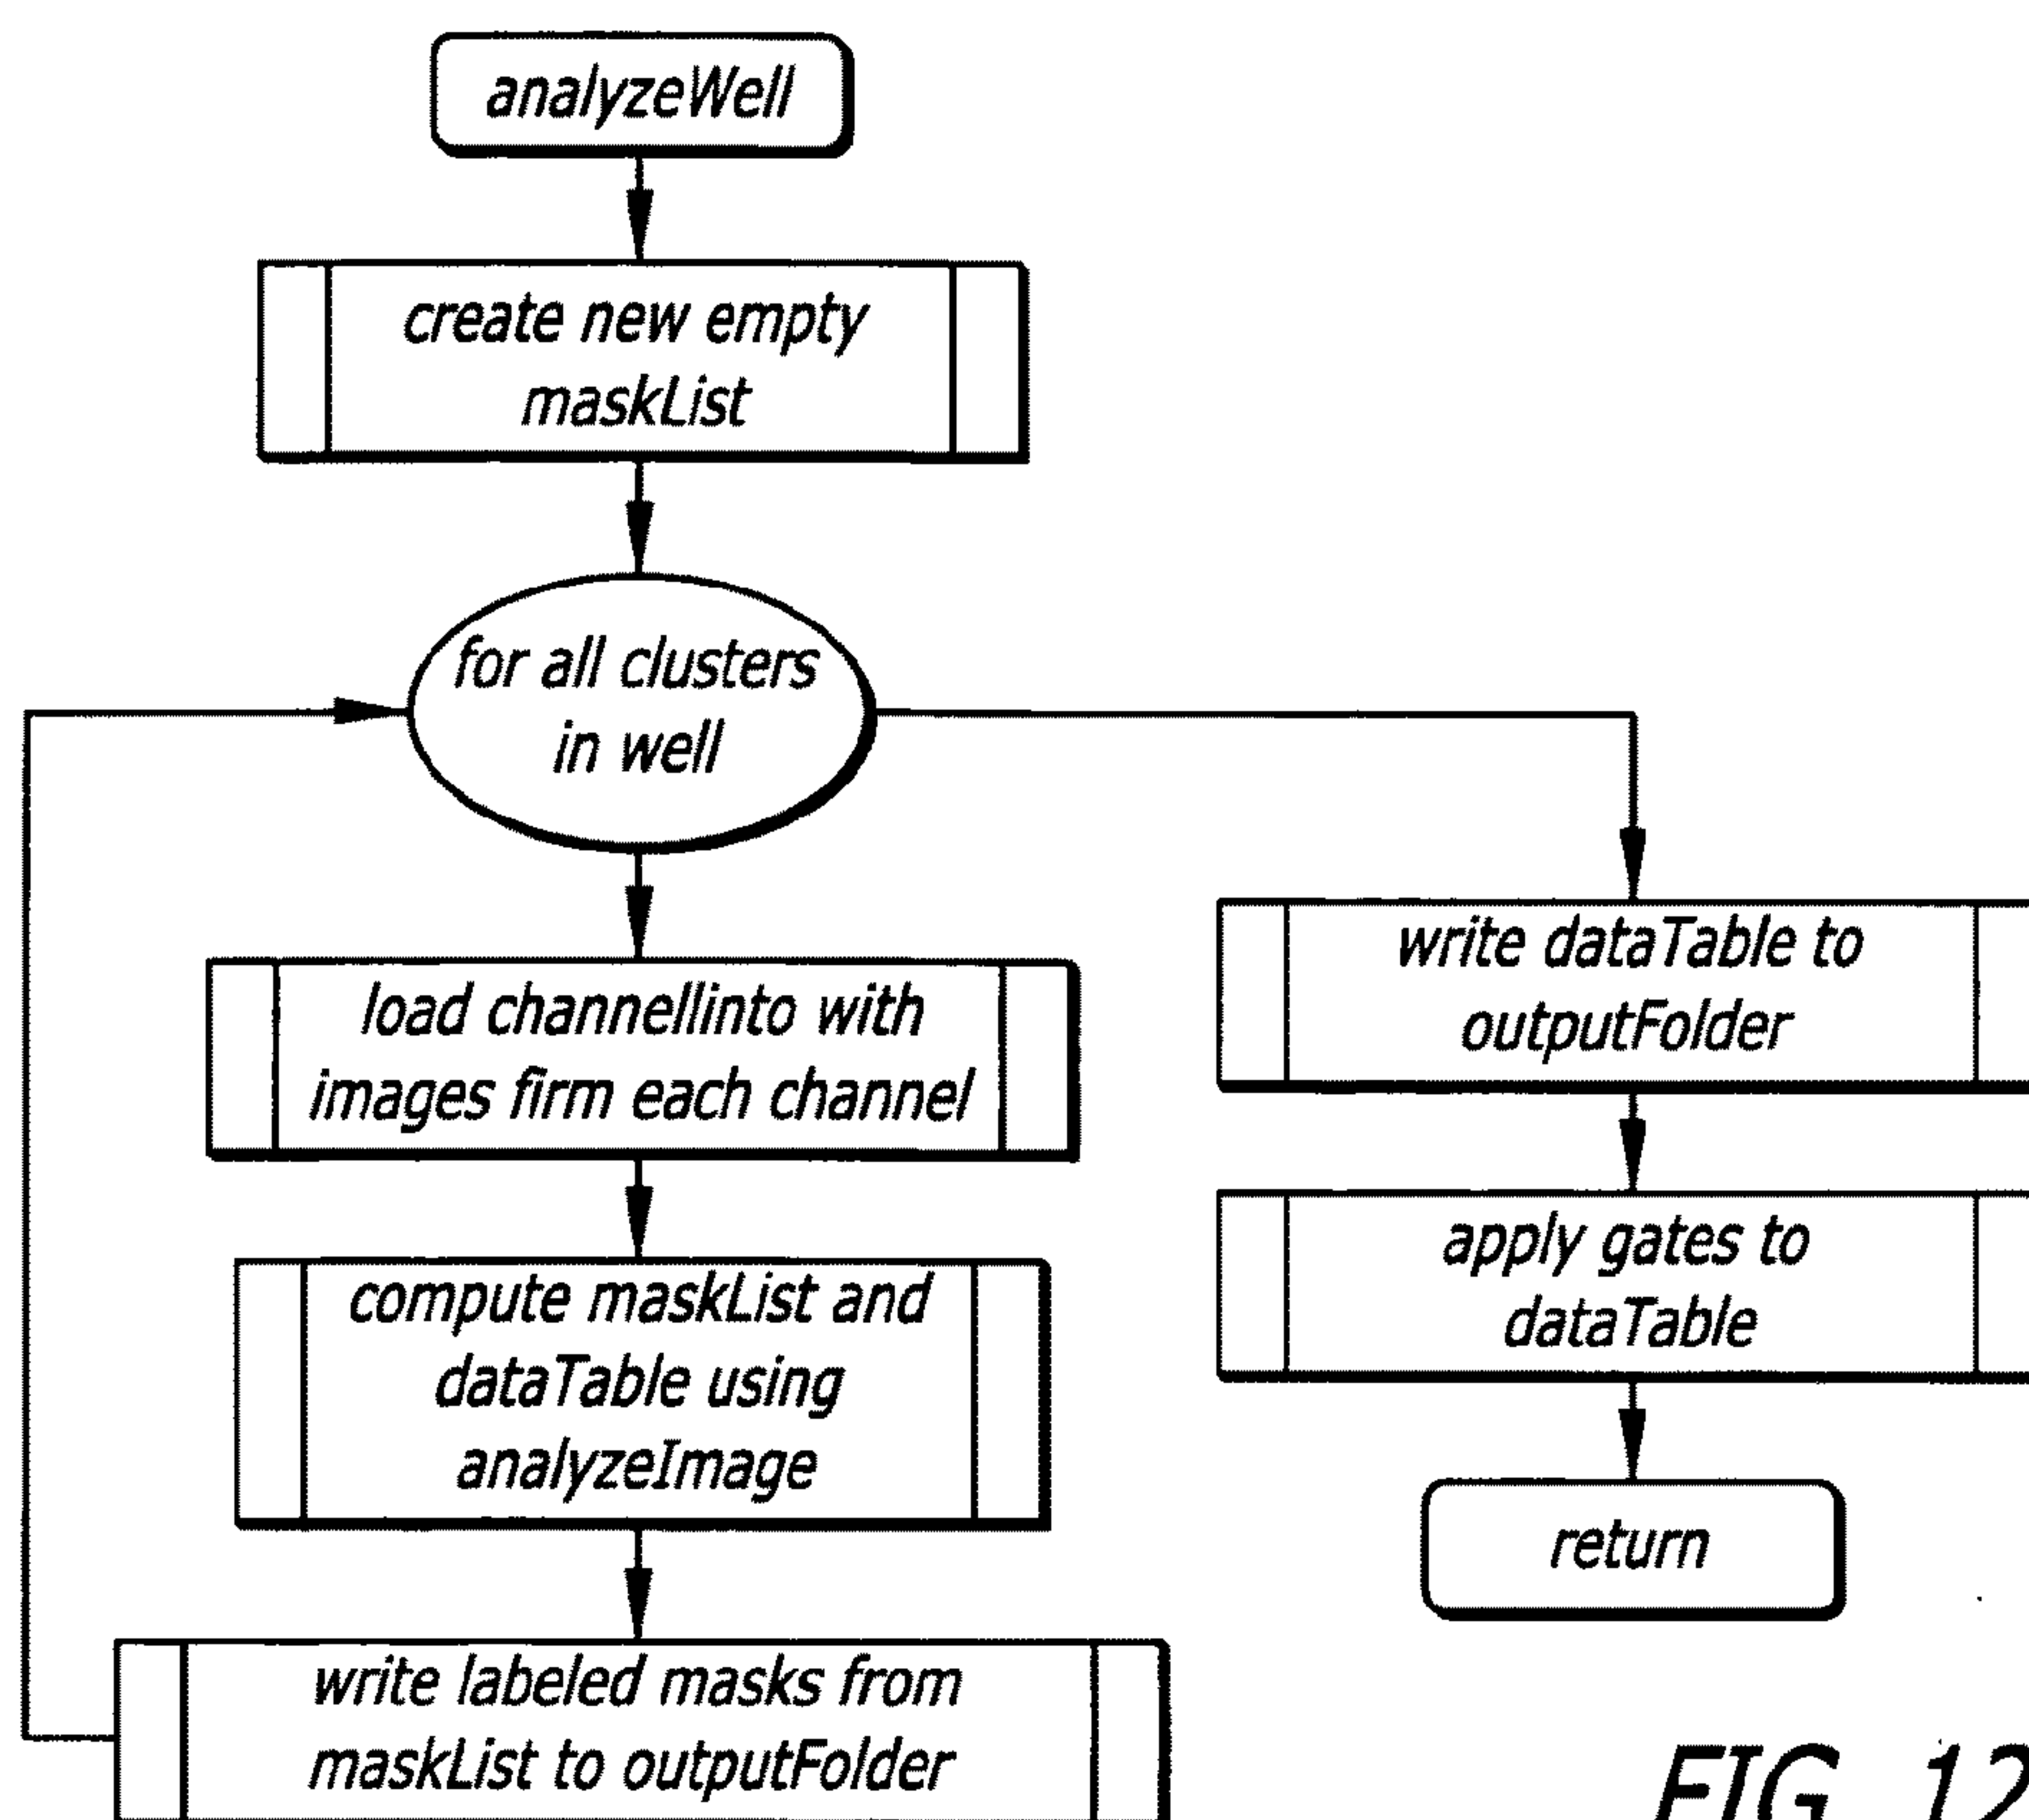 analyzeWell
create new empty
maskList
for all clusters
in well
load channellinto with
images firm each channel
compute maskList and
dataTable using
analyzeImage
write labeled masks from
maskList to outputFolder
write dataTable to
outputFolder
apply gates to
dataTable
return
FIG. 12